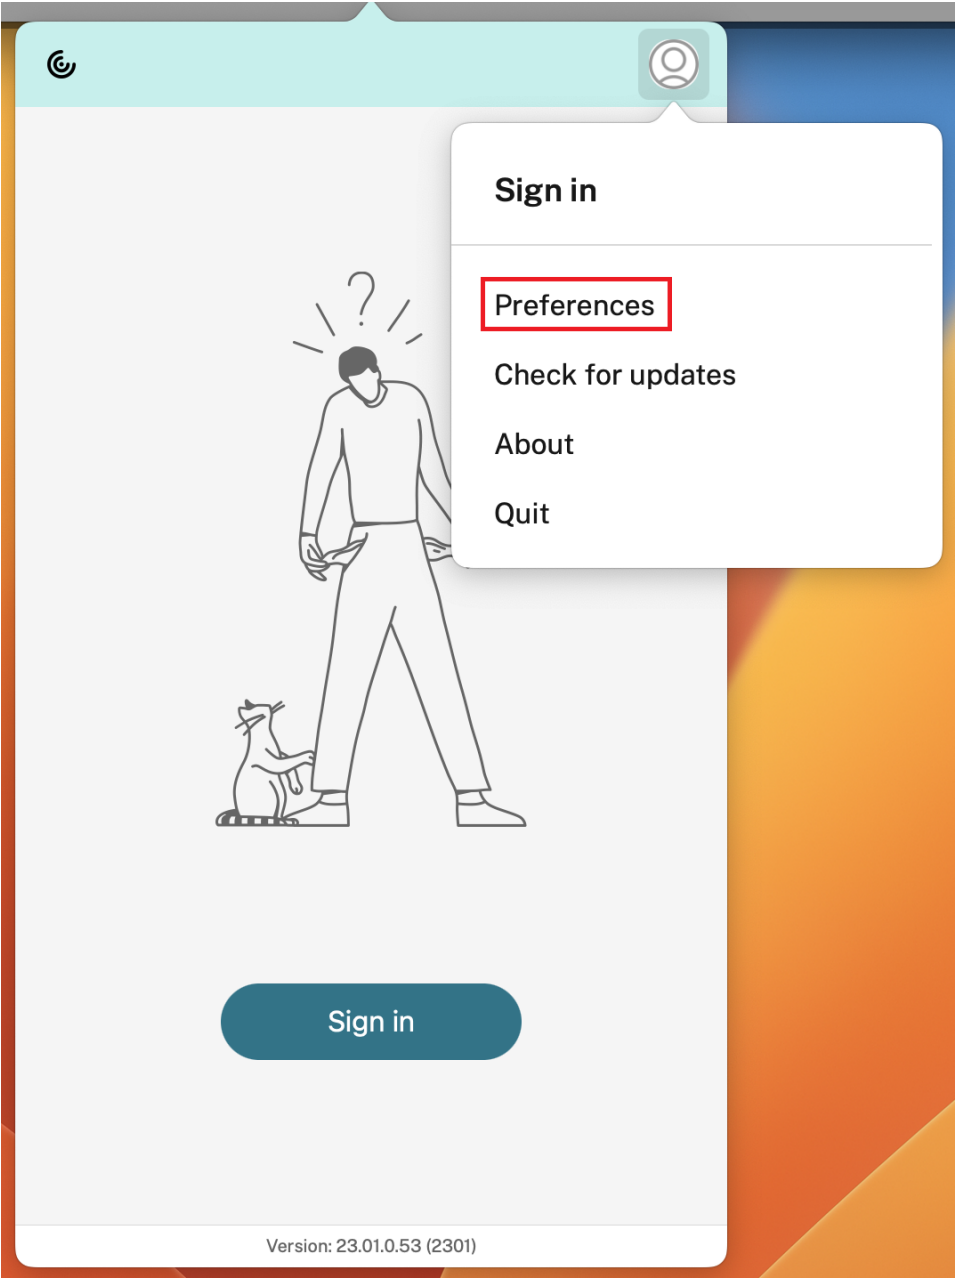 Sign in
Preferences
Check for updates
About
Quit
?
Sign in
Version: 23.01.0.53 (2301)